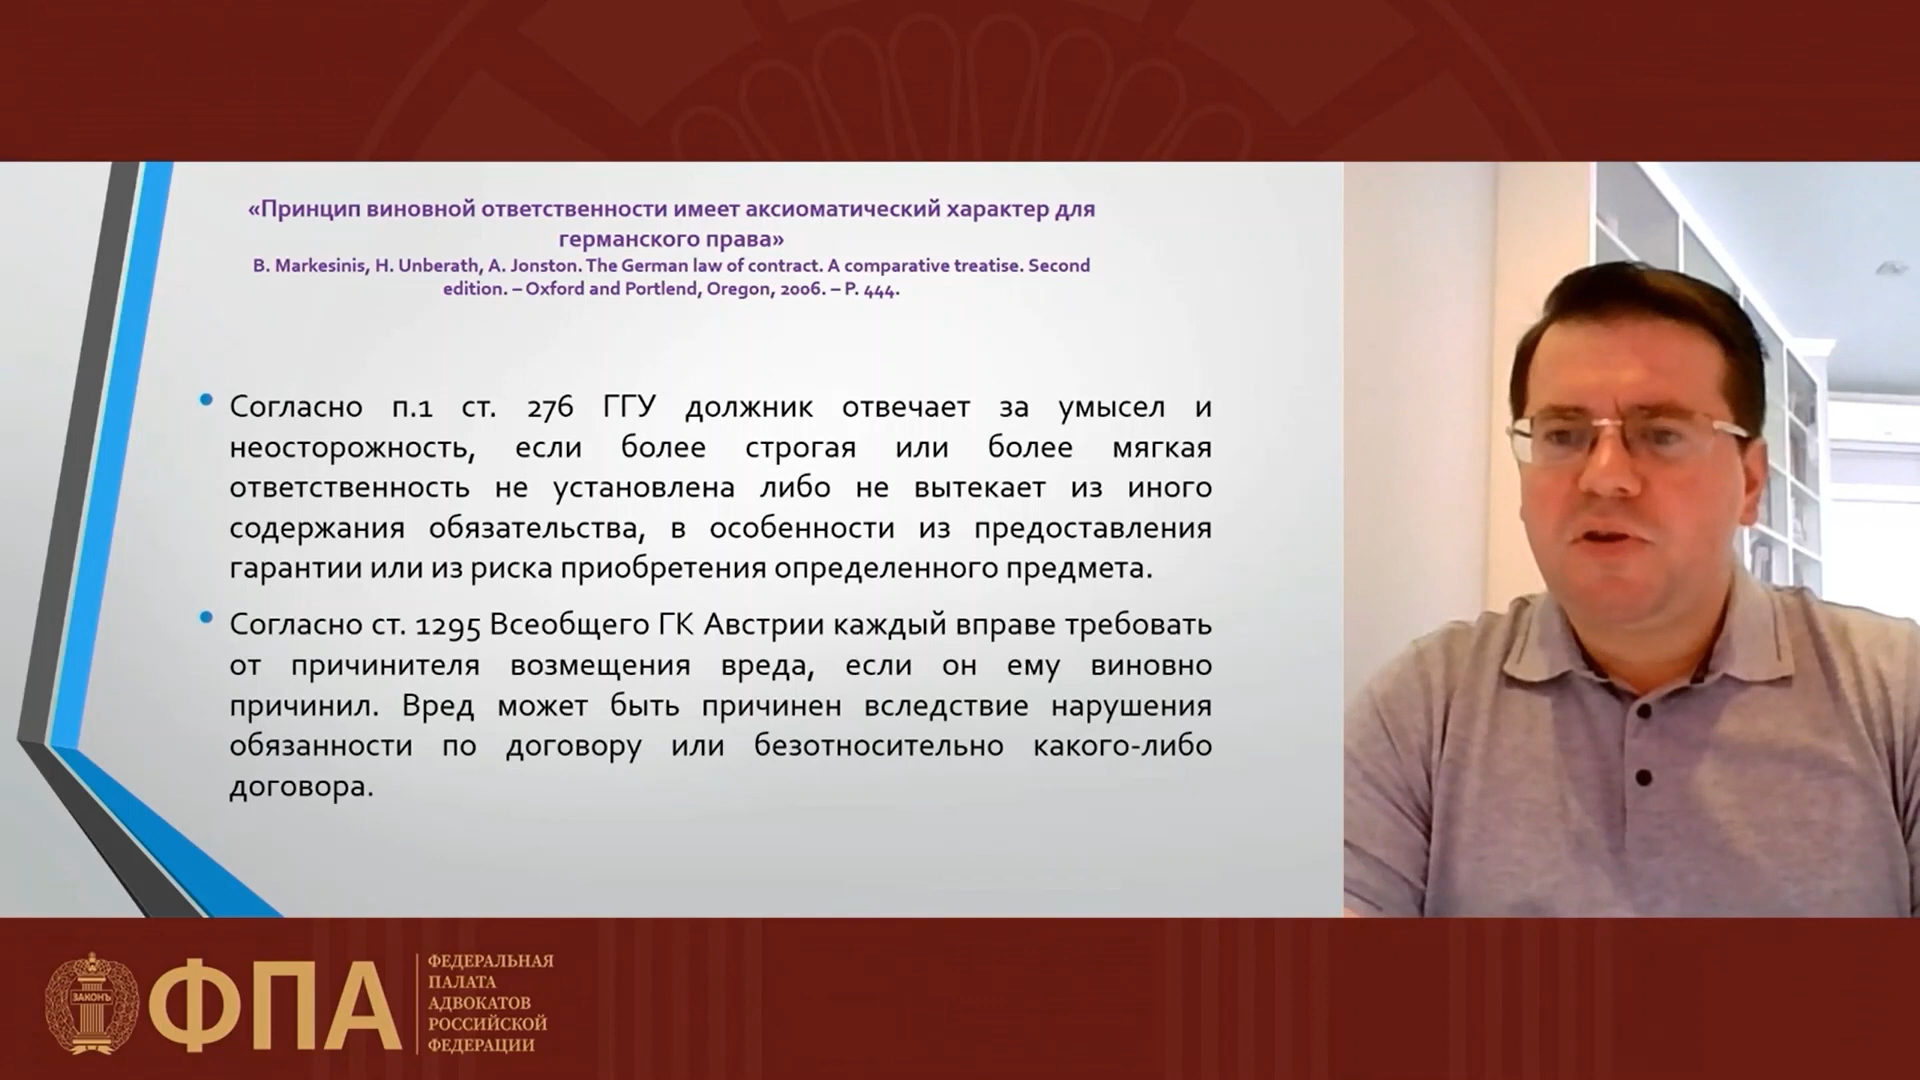 «Принцип виновной ответственности имеет аксиоматический характер для
германского права»
B. Markesinis, H. Unberath, A. Jonston. The German law of contract. A comparative treatise. Second
edition. – Oxford and Portlend, Oregon, 2006. – P. 444.
• Согласно п.1 ст. 276 ГГУ должник отвечает за умысел и
неосторожность, если более строгая или более мягкая
ответственность не установлена либо не вытекает из иного
содержания обязательства, в особенности из предоставления
гарантии или из риска приобретения определенного предмета.
• Согласно ст. 1295 Всеобщего ГК Австрии каждый вправе требовать
от причинителя возмещения вреда, если он ему виновно
причинил. Вред может быть причинен вследствие нарушения
обязанности по договору или безотносительно какого-либо
договора.
ЗАКОНЪ
ФПА
ФЕДЕРАЛЬНАЯ
ПАЛАТА
АДВОКАТОВ
РОССИЙСКОЙ
ФЕДЕРАЦИИ